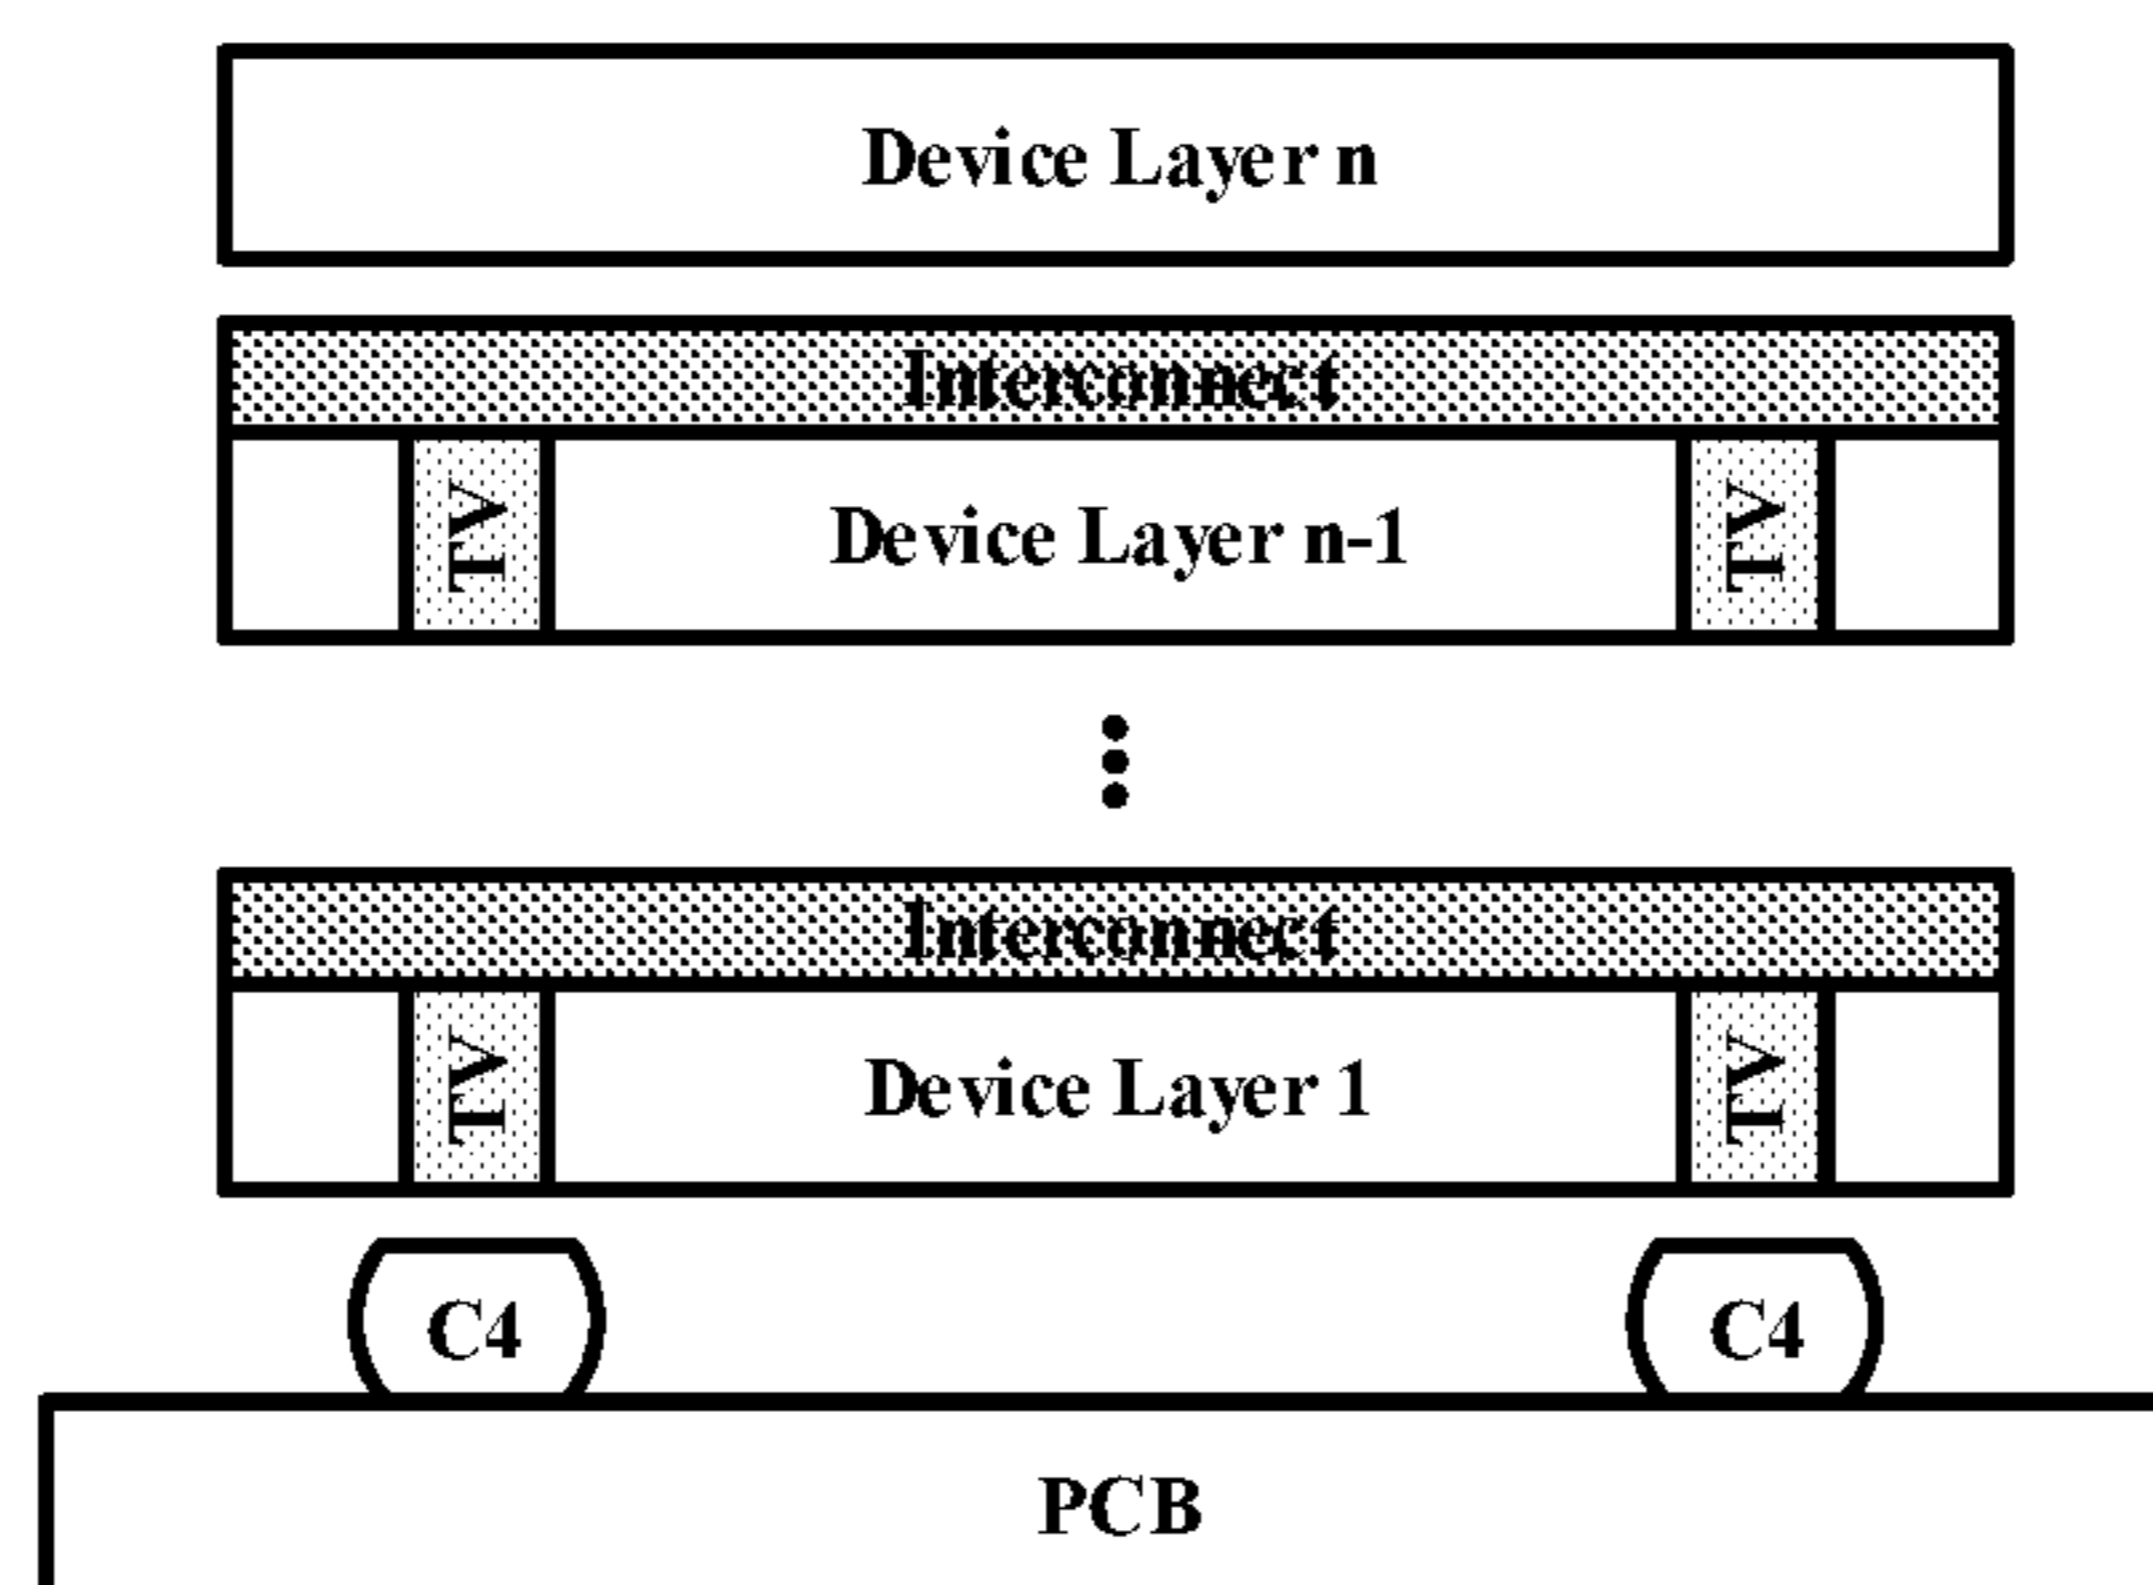 Device Layer n
Interconnect
TV
Device Layer n-1
TV
Interconnect
TV
Device Layer 1
TV
C4
C4
PCB